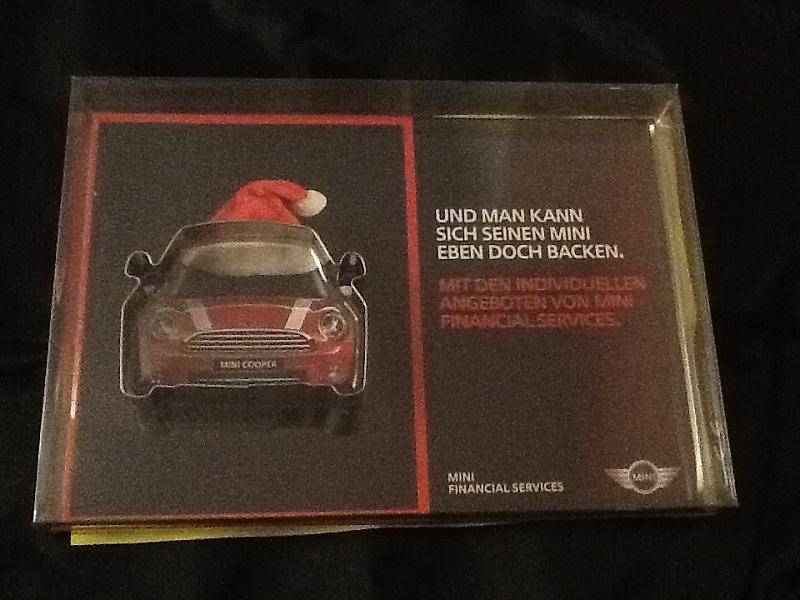 MINI COOPER
UND MAN KANN
SICH SEINEN MINI
EBEN DOCH BACKEN.
MIT DEN INDIVIDUELLEN
ANGEBOTEN VON MINI
FINANCIAL SERVICES.
MINI
FINANCIAL SERVICES
MINI